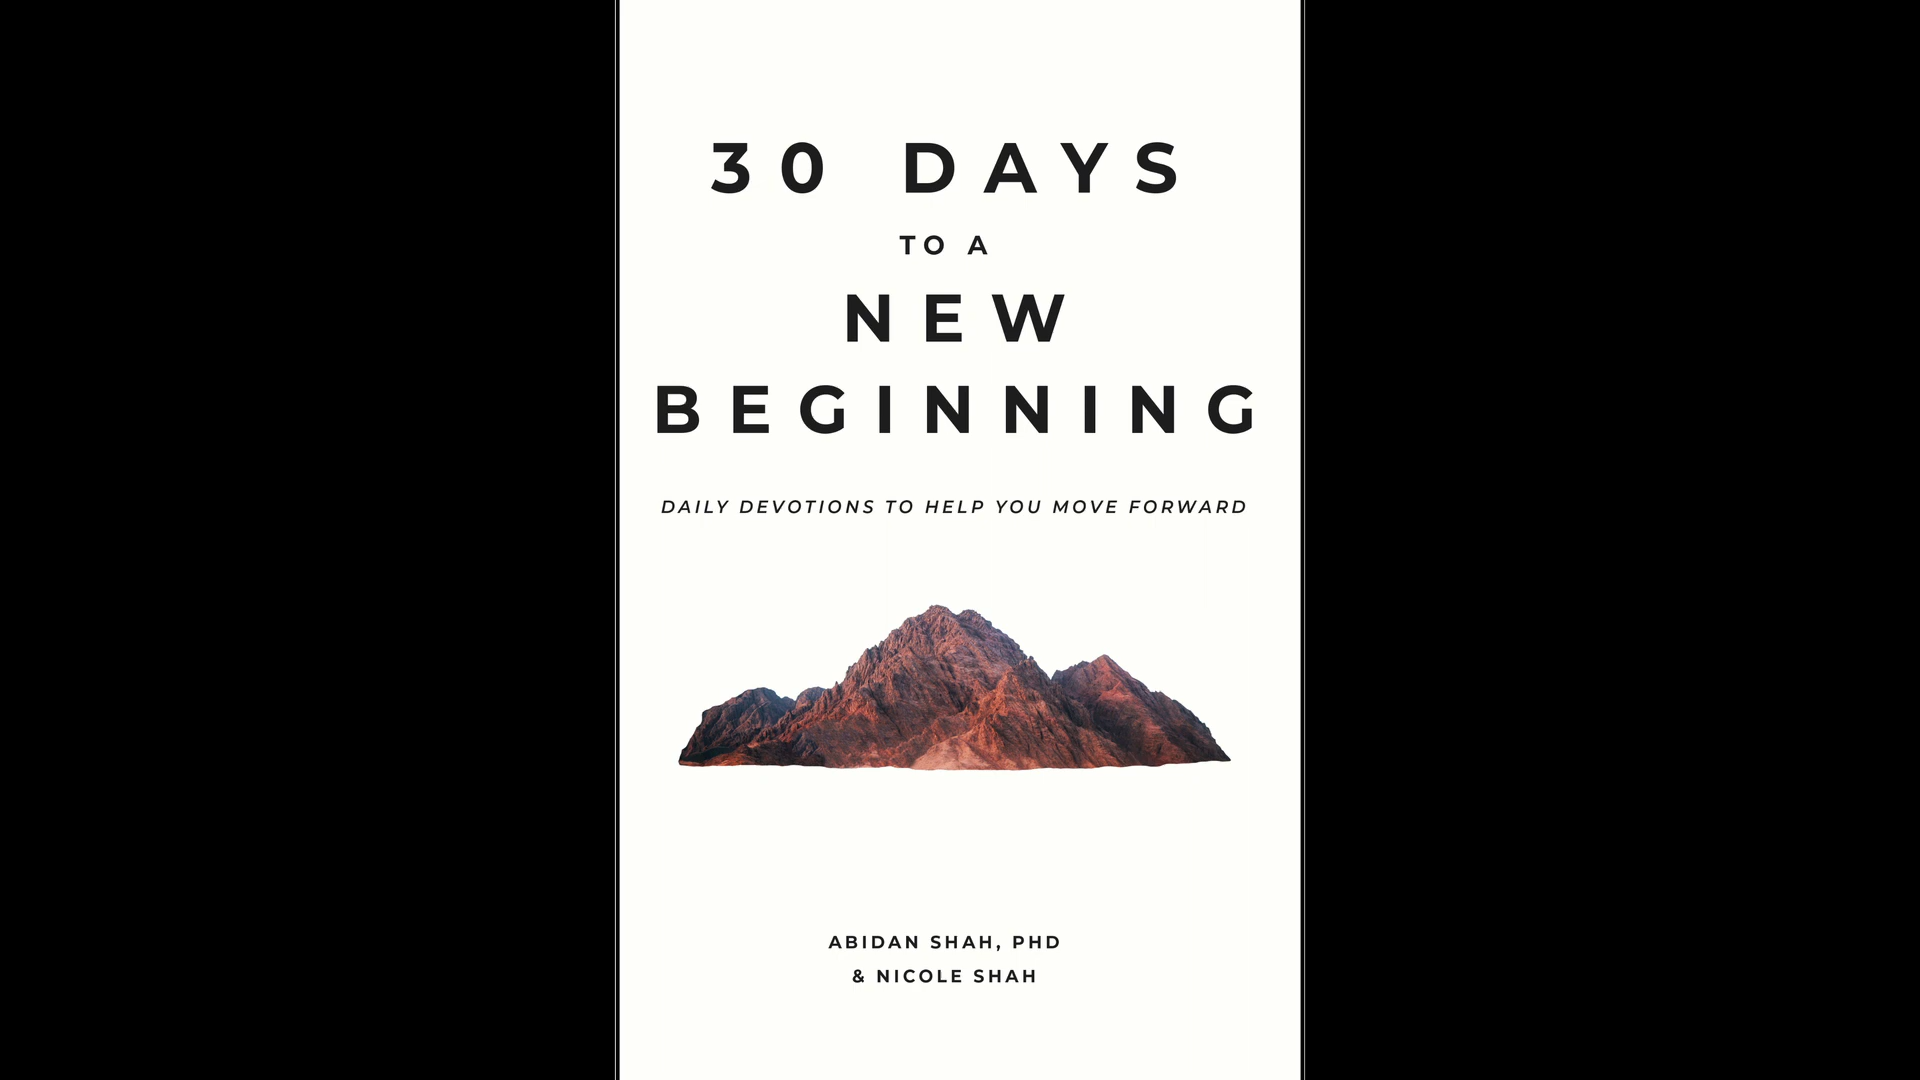 30 DAYS
TO A
NEW
BEGINNING
DAILY DEVOTIONS TO HELP YOU MOVE FORWARD
ABIDAN SHAH, PHD
& NICOLE SHAH